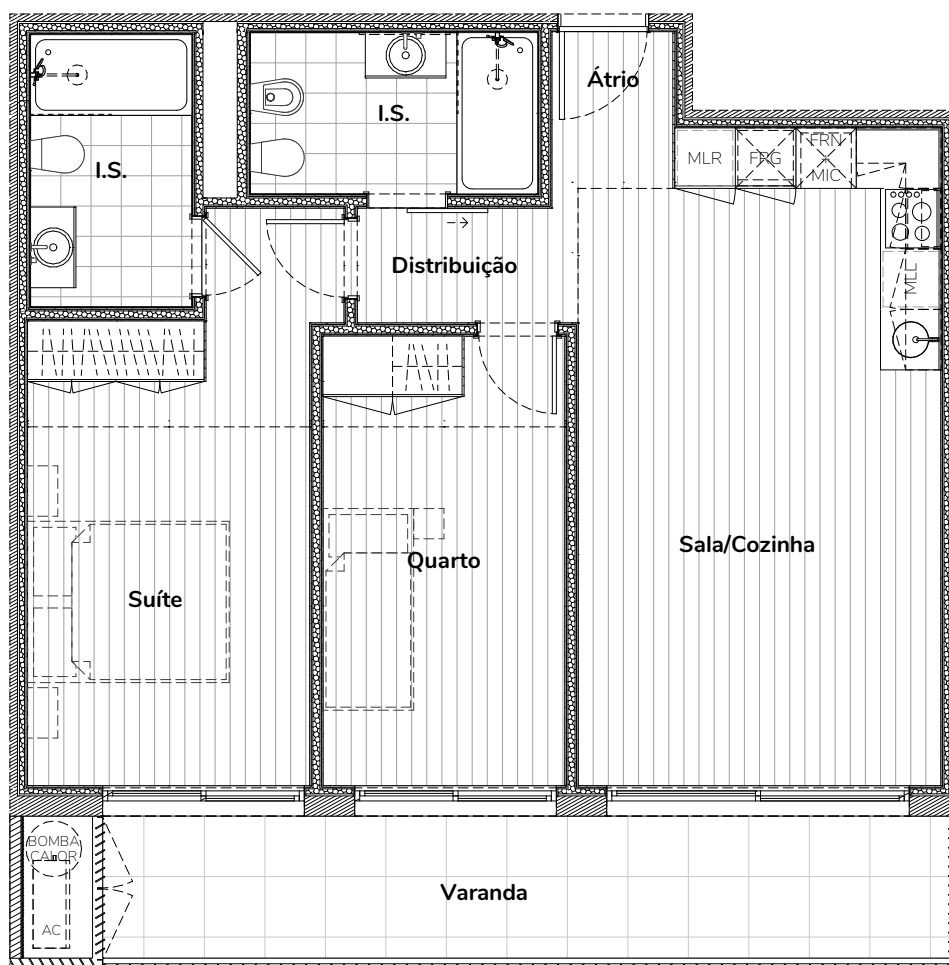 Átrio
I.S.
FRN
+
MIC
MLR
FRG
I.S.
Distribuição
MLL
Sala/Cozinha
Quarto
Suíte
BOMBA
CALOR
Varanda
AC